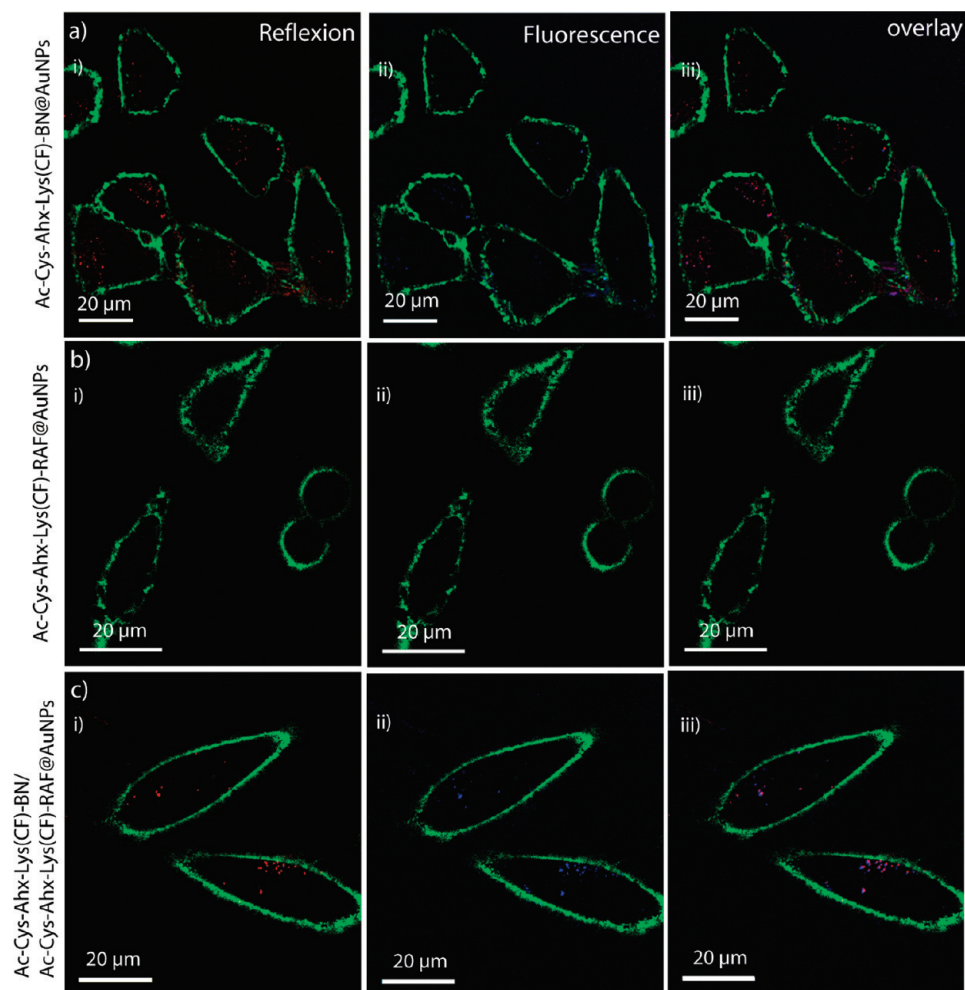 Reflexion
Fluorescence
overlay
a)
i)
ii)
iii)
Ac-Cys-Ahx-Lys(CF)-BN@AuNPs
20 μm
20 μm
20 μm
b)
i)
ii)
iii)
Ac-Cys-Ahx-Lys(CF)-RAF@AuNPs
20 μm
20 μm
20 μm
c)
i)
ii)
iii)
Ac-Cys-Ahx-Lys(CF)-BN/
Ac-Cys-Ahx-Lys(CF)-RAF@AuNPs
20 μm
20 μm
20 μm